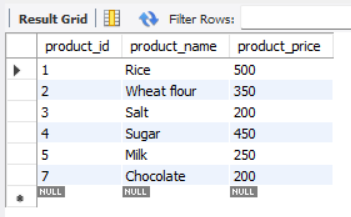 Result Grid Filter Rows:
product_id product_name product_price
1 Rice 500
2 Wheat flour 350
3 Salt 200
4 Sugar 450
5 Milk 250
7 Chocolate 200
NULL NULL NULL